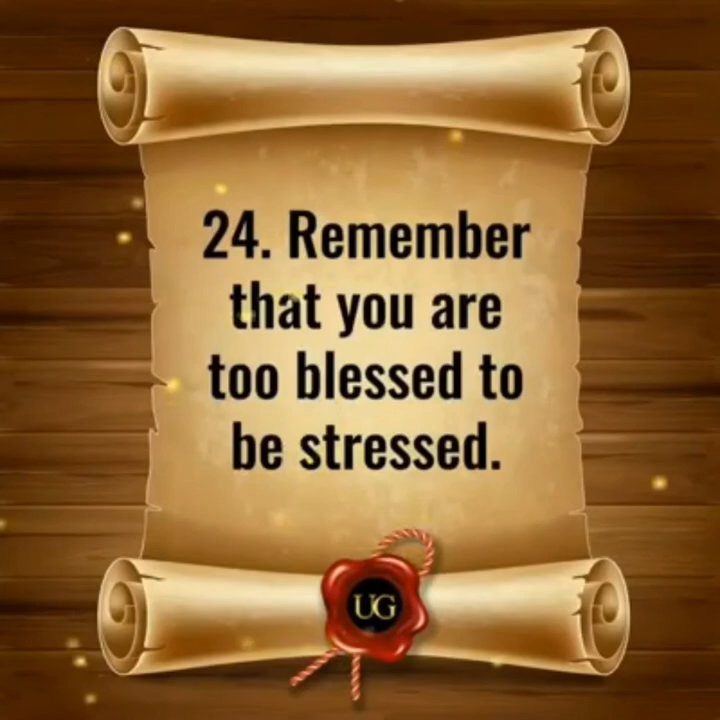 24. Remember
that you are
too blessed to
be stressed.
UG